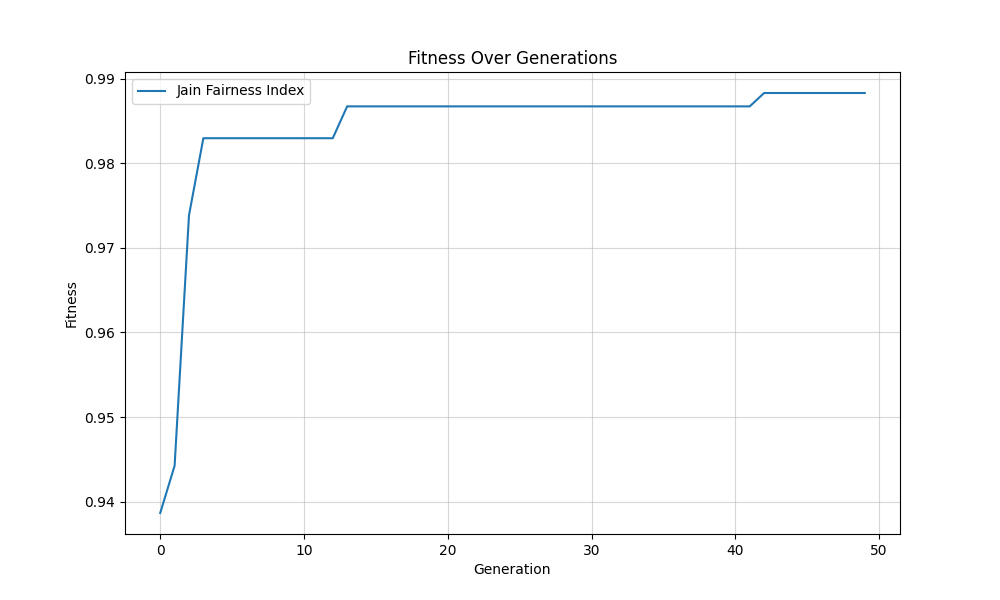 Fitness Over Generations
Jain Fairness Index
0.99
0.98
0.97
0.96
0.95
0.94
Fitness
0 10 20 30 40 50
Generation